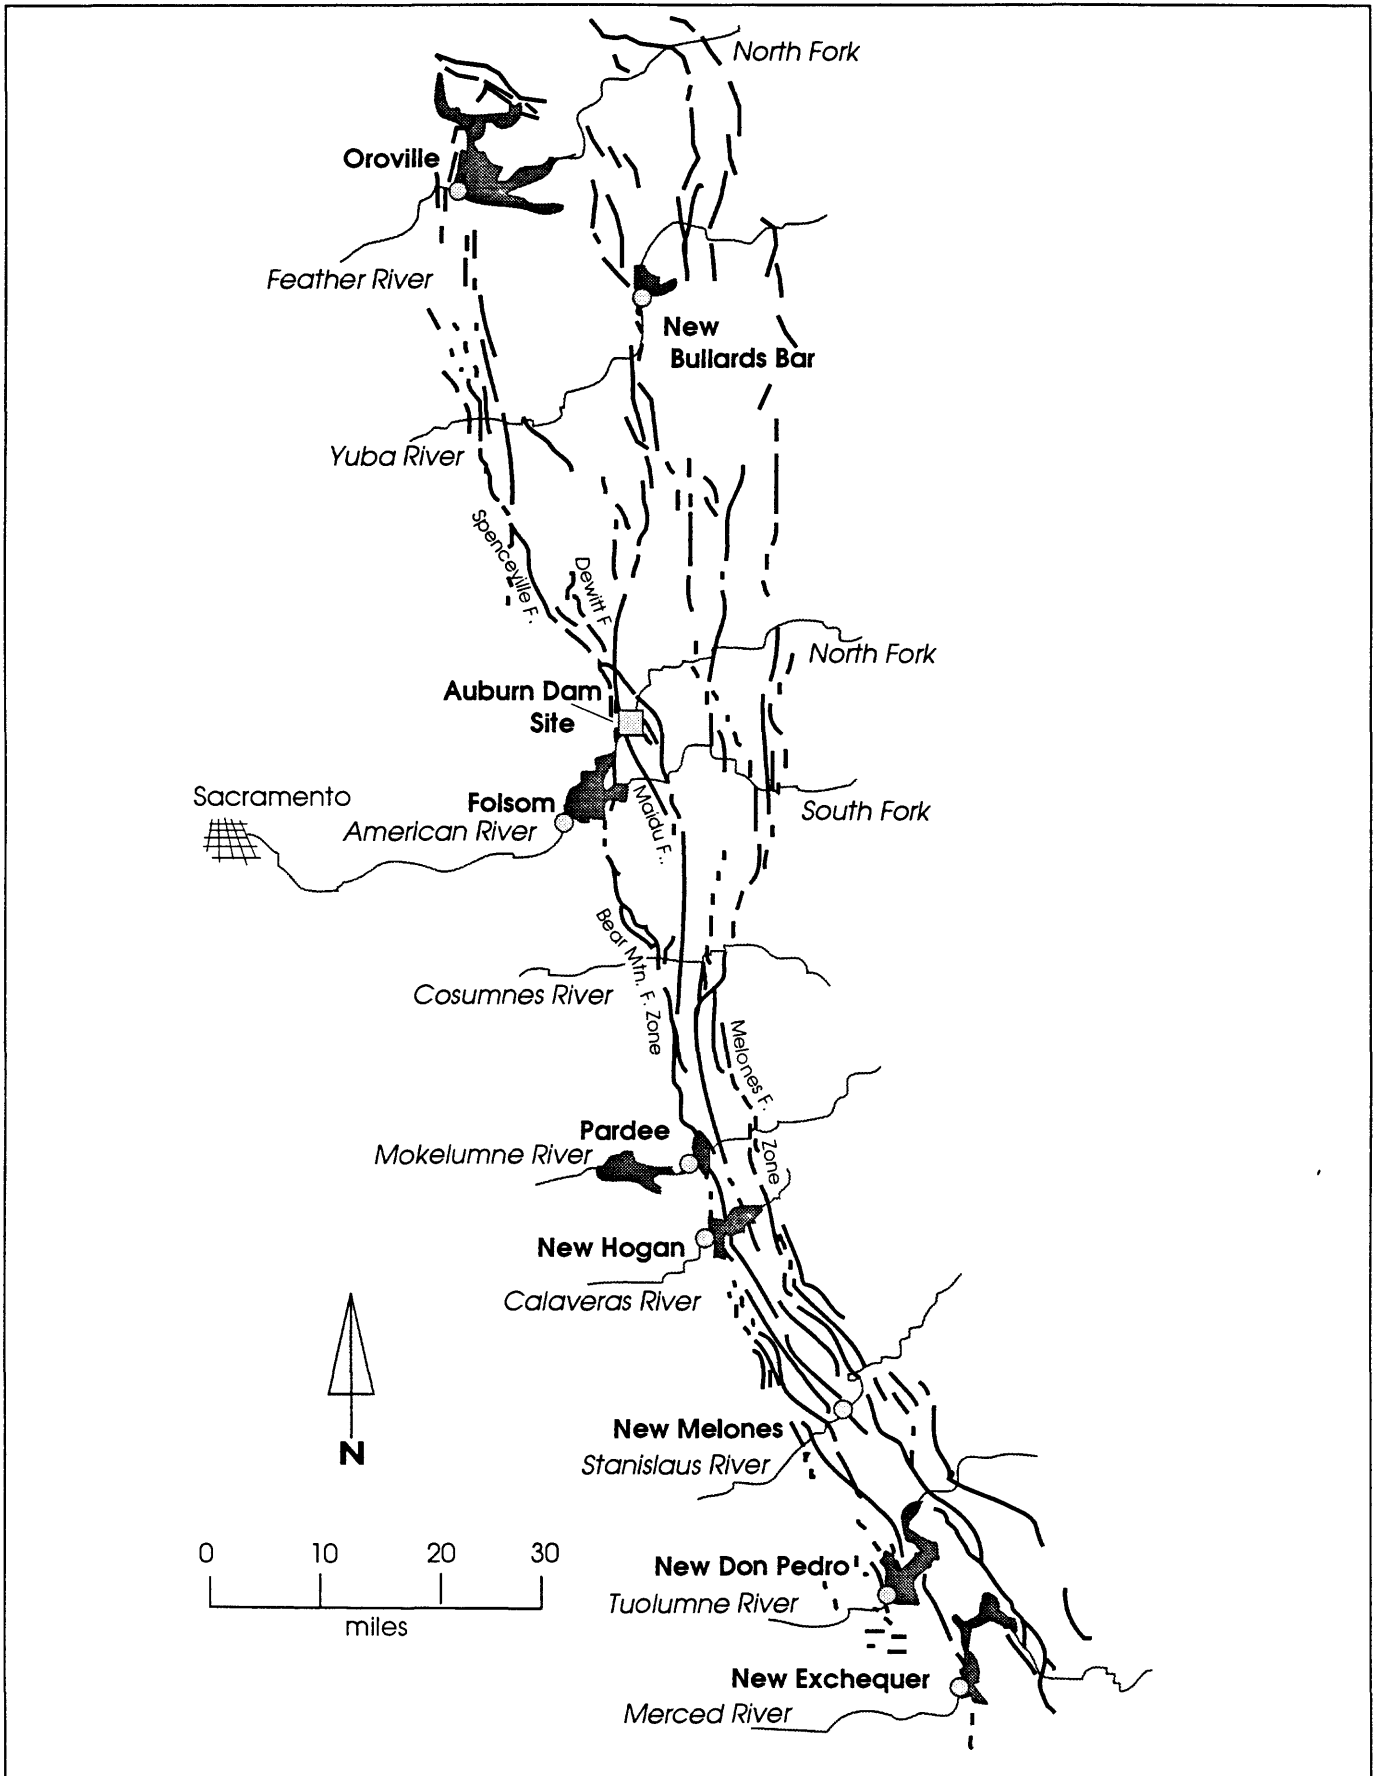 North Fork
Oroville
Feather River
New
Bullards Bar
Yuba River
Spenceville F.
Dewitt F
North Fork
Auburn Dam
Site
Sacramento
Folsom
American River
Maidu F..
South Fork
Bear Mtn. F. Zone
Cosumnes River
Melones F.
Zone
Pardee
Mokelumne River
New Hogan
Calaveras River
N
New Melones
Stanislaus River
0 10 20 30
miles
New Don Pedro
Tuolumne River
New Exchequer
Merced River